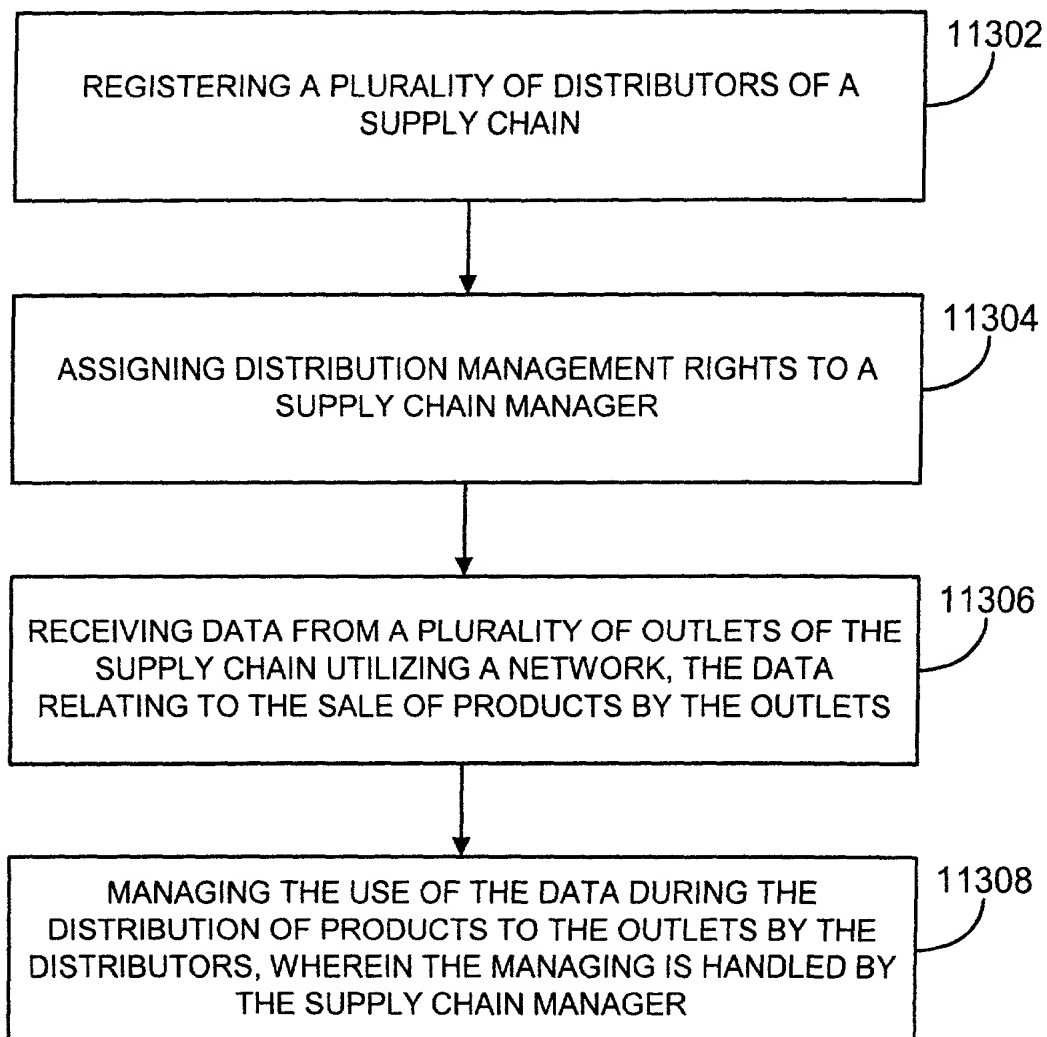 11302
REGISTERING A PLURALITY OF DISTRIBUTORS OF A
SUPPLY CHAIN
11304
ASSIGNING DISTRIBUTION MANAGEMENT RIGHTS TO A
SUPPLY CHAIN MANAGER
11306
RECEIVING DATA FROM A PLURALITY OF OUTLETS OF THE
SUPPLY CHAIN UTILIZING A NETWORK, THE DATA
RELATING TO THE SALE OF PRODUCTS BY THE OUTLETS
11308
MANAGING THE USE OF THE DATA DURING THE
DISTRIBUTION OF PRODUCTS TO THE OUTLETS BY THE
DISTRIBUTORS, WHEREIN THE MANAGING IS HANDLED BY
THE SUPPLY CHAIN MANAGER